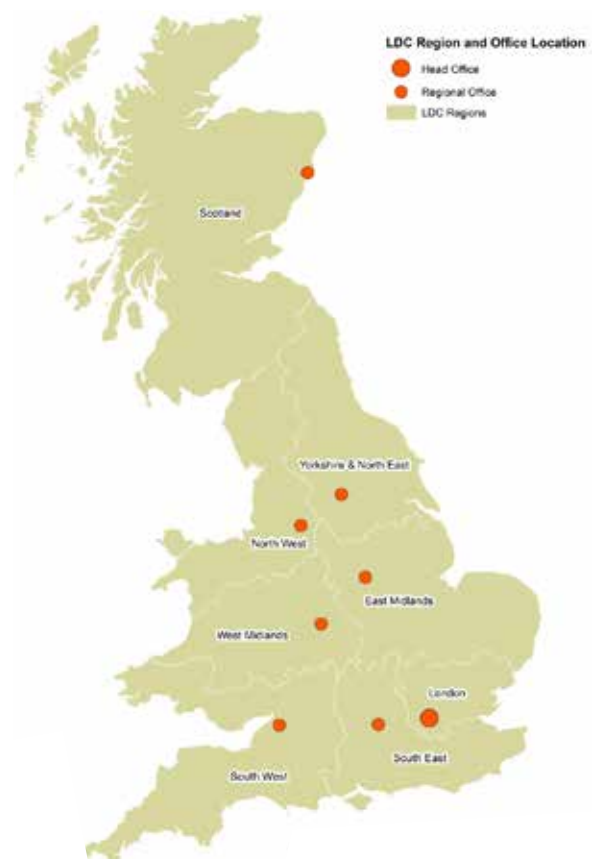 LDC Region and Office Location
Head Office
Regional Office
LDC Regions
Scotland
Yorkshire & North East
North West
East Midlands
West Midlands
London
South East
South West